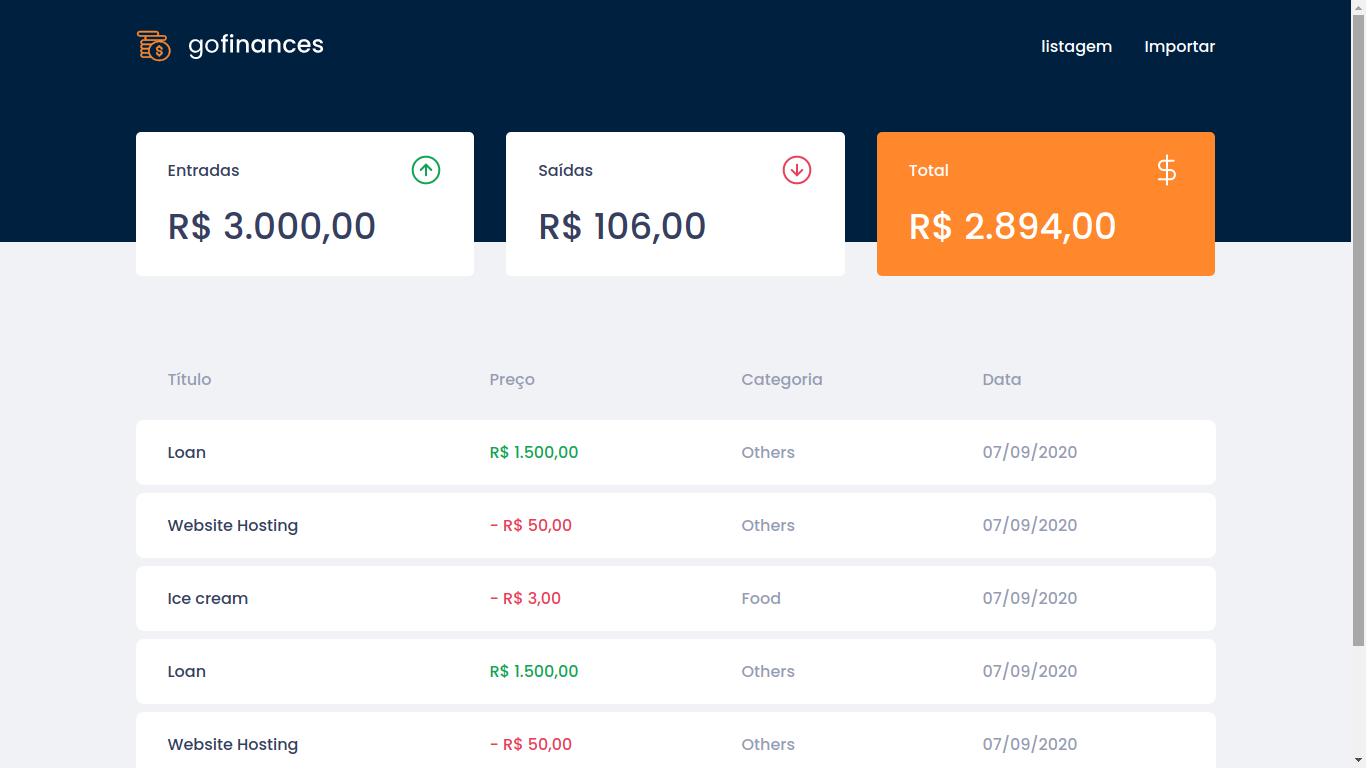 gofinances listagem Importar
Entradas Saídas Total
R$ 3.000,00 R$ 106,00 R$ 2.894,00
Título Preço Categoria Data
Loan R$ 1.500,00 Others 07/09/2020
Website Hosting - R$ 50,00 Others 07/09/2020
Ice cream - R$ 3,00 Food 07/09/2020
Loan R$ 1.500,00 Others 07/09/2020
Website Hosting - R$ 50,00 Others 07/09/2020